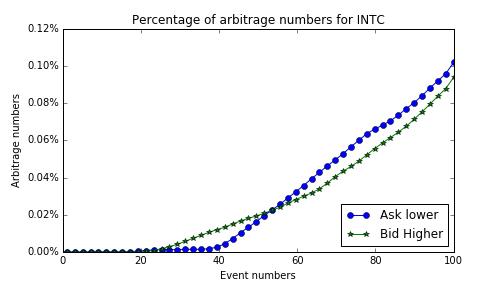 Percentage of arbitrage numbers for INTC
0.12%
0.10%
0.08%
0.06%
0.04%
0.02%
0.00%
Arbitrage numbers
0 20 40 60 80 100
Event numbers
Ask lower
Bid Higher